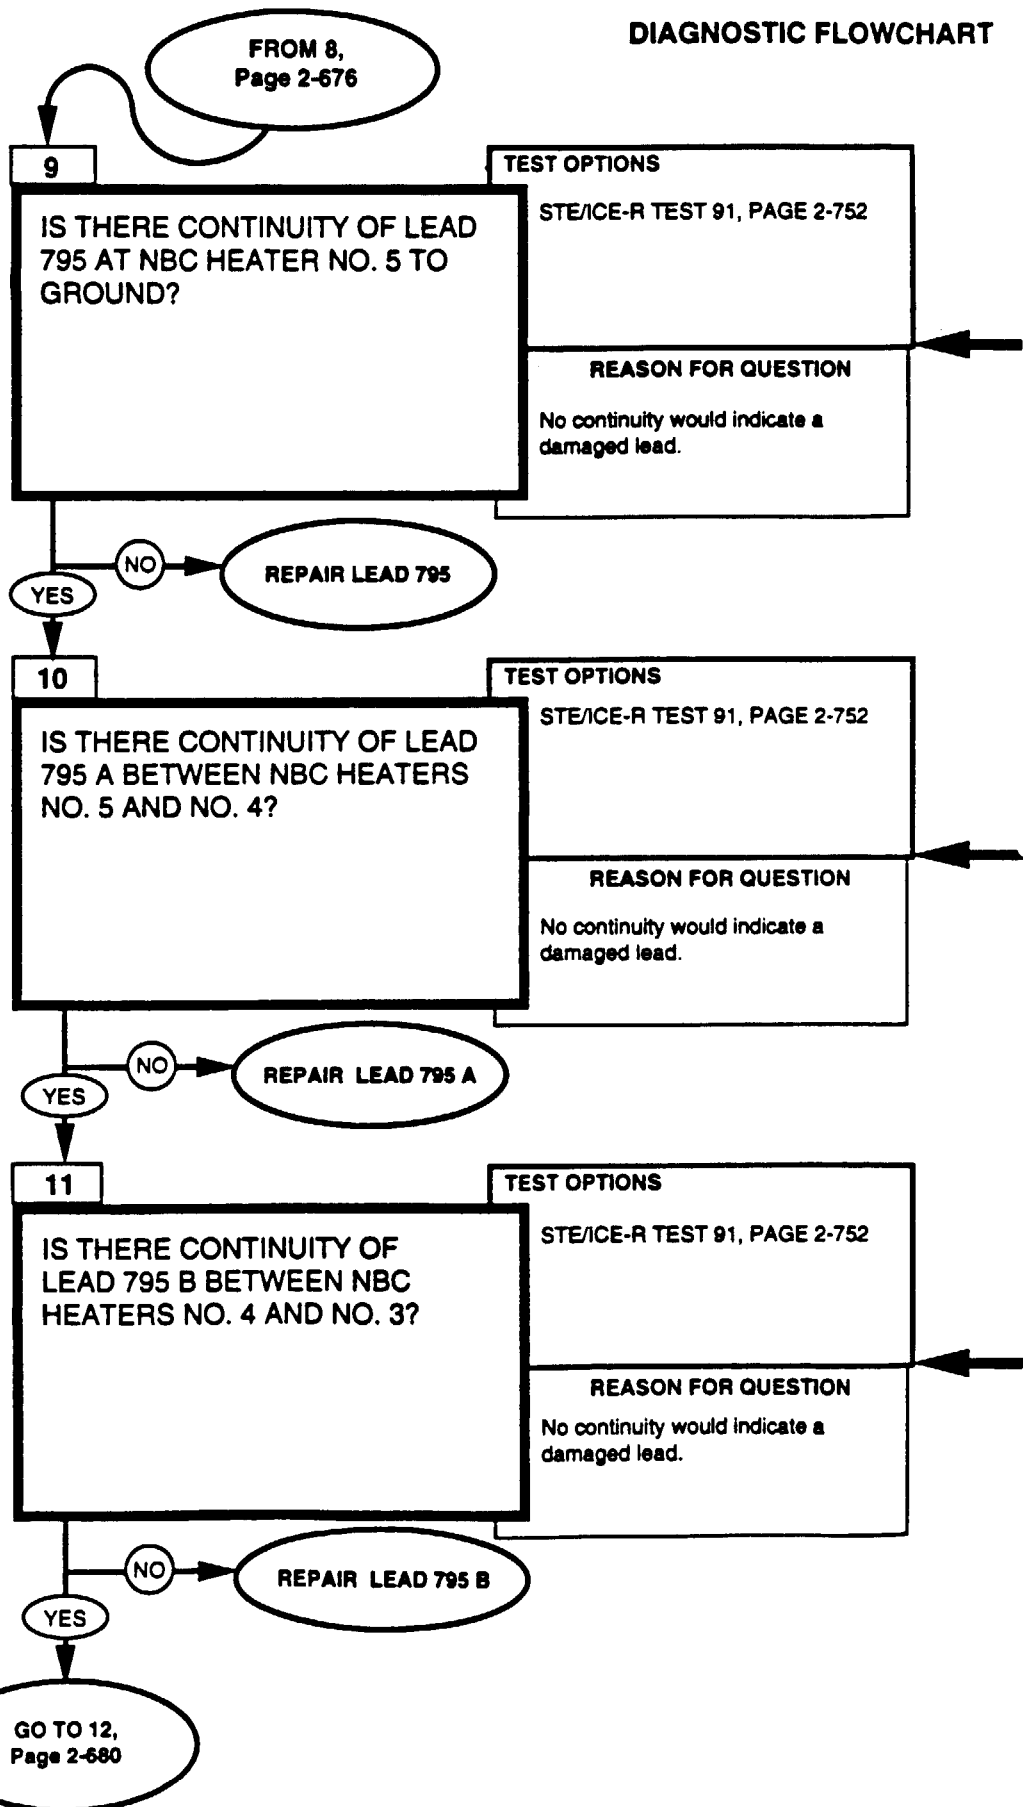 DIAGNOSTIC FLOWCHART
FROM 8,
Page 2-676
9
IS THERE CONTINUITY OF LEAD
795 AT NBC HEATER NO. 5 TO
GROUND?
TEST OPTIONS
STE/ICE-R TEST 91, PAGE 2-752
REASON FOR QUESTION
No continuity would indicate a
damaged lead.
NO
REPAIR LEAD 795
YES
10
IS THERE CONTINUITY OF LEAD
795 A BETWEEN NBC HEATERS
NO. 5 AND NO. 4?
TEST OPTIONS
STE/ICE-R TEST 91, PAGE 2-752
REASON FOR QUESTION
No continuity would indicate a
damaged lead.
NO
REPAIR LEAD 795 A
YES
11
IS THERE CONTINUITY OF
LEAD 795 B BETWEEN NBC
HEATERS NO. 4 AND NO. 3?
TEST OPTIONS
STE/ICE-R TEST 91, PAGE 2-752
REASON FOR QUESTION
No continuity would indicate a
damaged lead.
NO
REPAIR LEAD 795 B
YES
GO TO 12,
Page 2-680